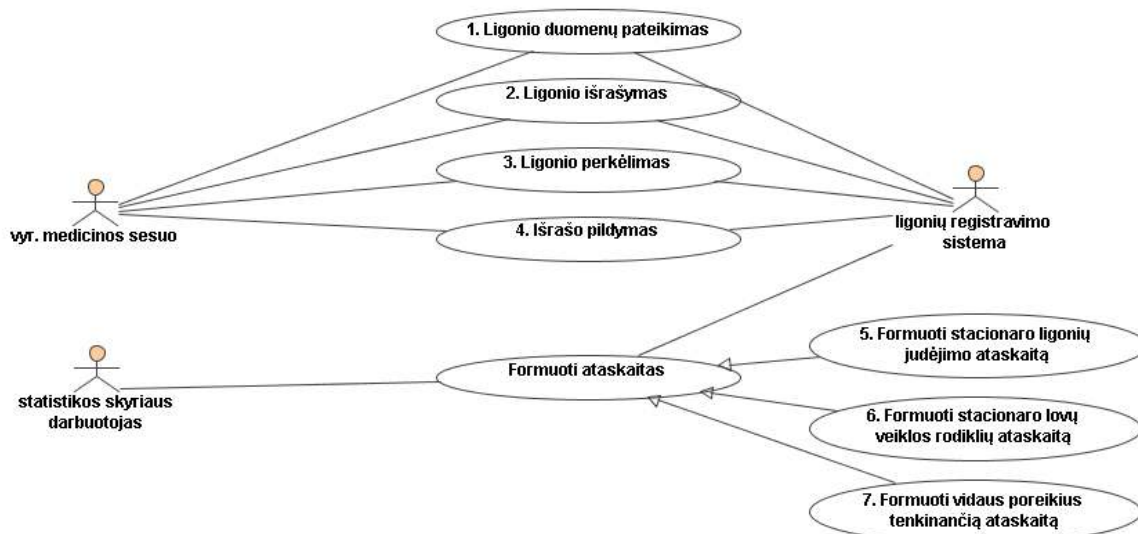 1. Ligonio duomenų pateikimas
2. Ligonio išrašymas
3. Ligonio perkėlimas
4. Išrašo pildymas
vyr. medicinos sesuo
ligonių registravimo
sistema
Formuoti ataskaitas
statistikos skyriaus
darbuotojas
5. Formuoti stacionaro ligonių
judėjimo ataskaitą
6. Formuoti stacionaro lovų
veiklos rodiklių ataskaitą
7. Formuoti vidaus poreikius
tenkinančią ataskaitą